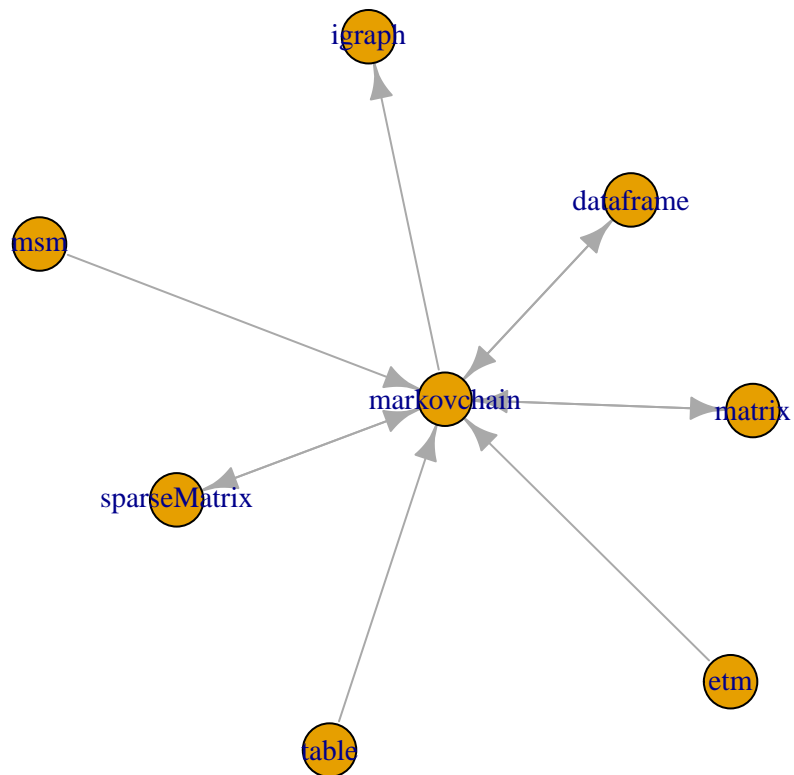 igraph
dataframe
msm
markovchain
matrix
sparseMatrix
etm
table